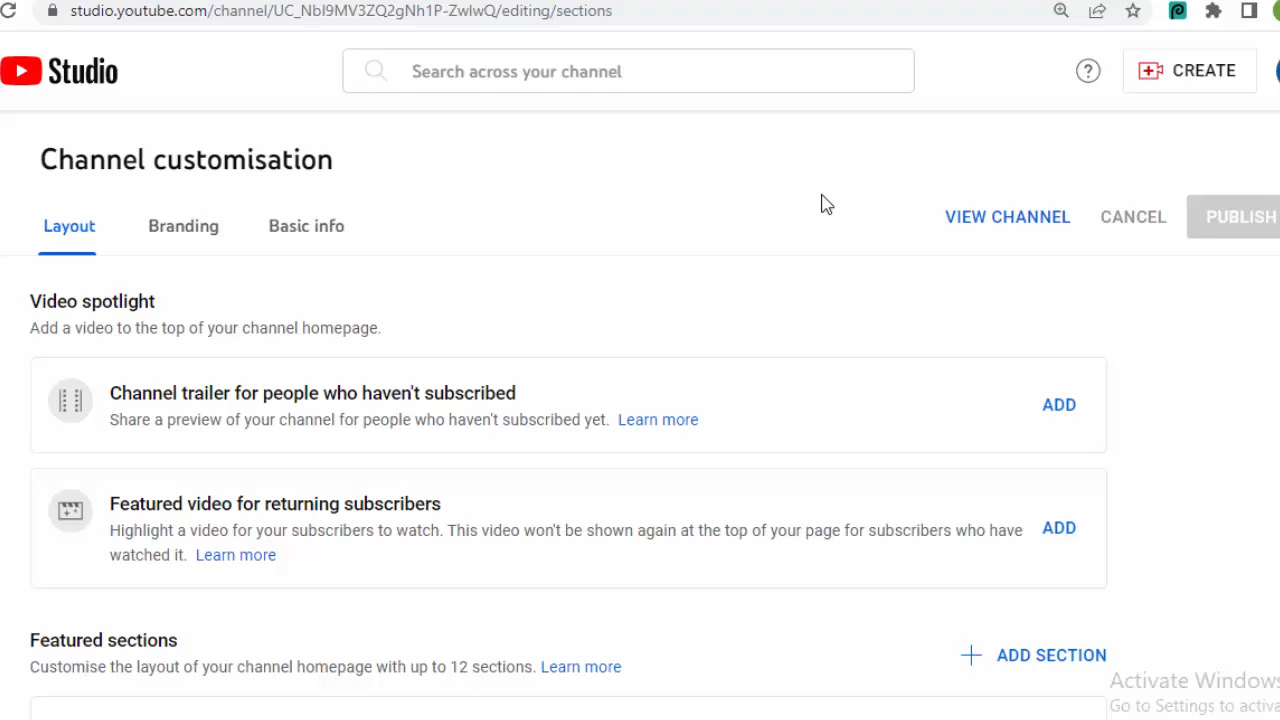 studio.youtube.com/channel/UC_NbI9MV3ZQ2gNh1P-ZwlwQ/editing/sections
Studio
Search across your channel
?
CREATE
Channel customisation
Layout
Branding
Basic info
VIEW CHANNEL
CANCEL
PUBLISH
Video spotlight
Add a video to the top of your channel homepage.
Channel trailer for people who haven't subscribed
Share a preview of your channel for people who haven't subscribed yet. Learn more
ADD
Featured video for returning subscribers
Highlight a video for your subscribers to watch. This video won't be shown again at the top of your page for subscribers who have
watched it. Learn more
ADD
Featured sections
Customise the layout of your channel homepage with up to 12 sections. Learn more
ADD SECTION
Activate Windows
Go to Settings to activa